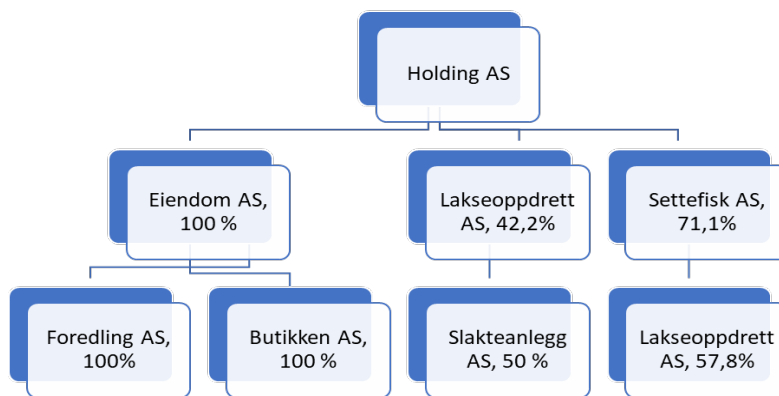 Holding AS
Eiendom AS,
100 %
Lakseoppdrett
AS, 42,2%
Settefisk AS,
71,1%
Foredling AS,
100%
Butikken AS,
100 %
Slakteanlegg
AS, 50 %
Lakseoppdrett
AS, 57,8%